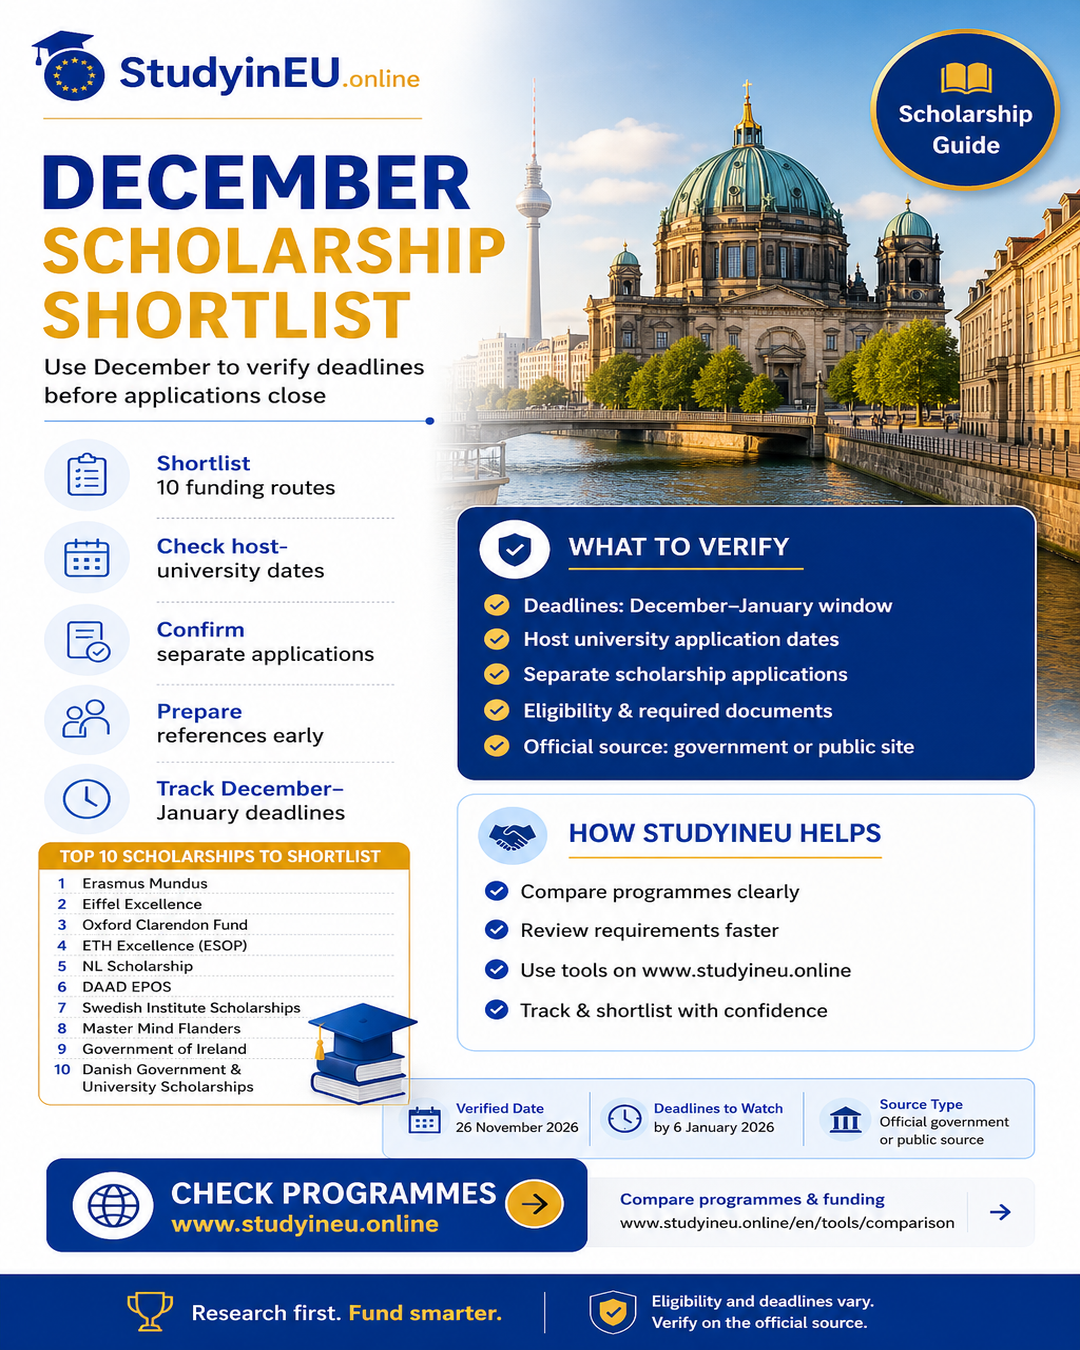 StudyinEU.online
Scholarship
Guide
DECEMBER
SCHOLARSHIP
SHORTLIST
Use December to verify deadlines
before applications close
Shortlist
10 funding routes
Check host-
university dates
Confirm
separate applications
Prepare
references early
Track December–
January deadlines
TOP 10 SCHOLARSHIPS TO SHORTLIST
1 Erasmus Mundus
2 Eiffel Excellence
3 Oxford Clarendon Fund
4 ETH Excellence (ESOP)
5 NL Scholarship
6 DAAD EPOS
7 Swedish Institute Scholarships
8 Master Mind Flanders
9 Government of Ireland
10 Danish Government &
University Scholarships
WHAT TO VERIFY
Deadlines: December–January window
Host university application dates
Separate scholarship applications
Eligibility & required documents
Official source: government or public site
HOW STUDYINEU HELPS
Compare programmes clearly
Review requirements faster
Use tools on www.studyineu.online
Track & shortlist with confidence
Verified Date
26 November 2026
Deadlines to Watch
by 6 January 2026
Source Type
Official government
or public source
CHECK PROGRAMMES
www.studyineu.online
Compare programmes & funding
www.studyineu.online/en/tools/comparison
Research first. Fund smarter.
Eligibility and deadlines vary.
Verify on the official source.